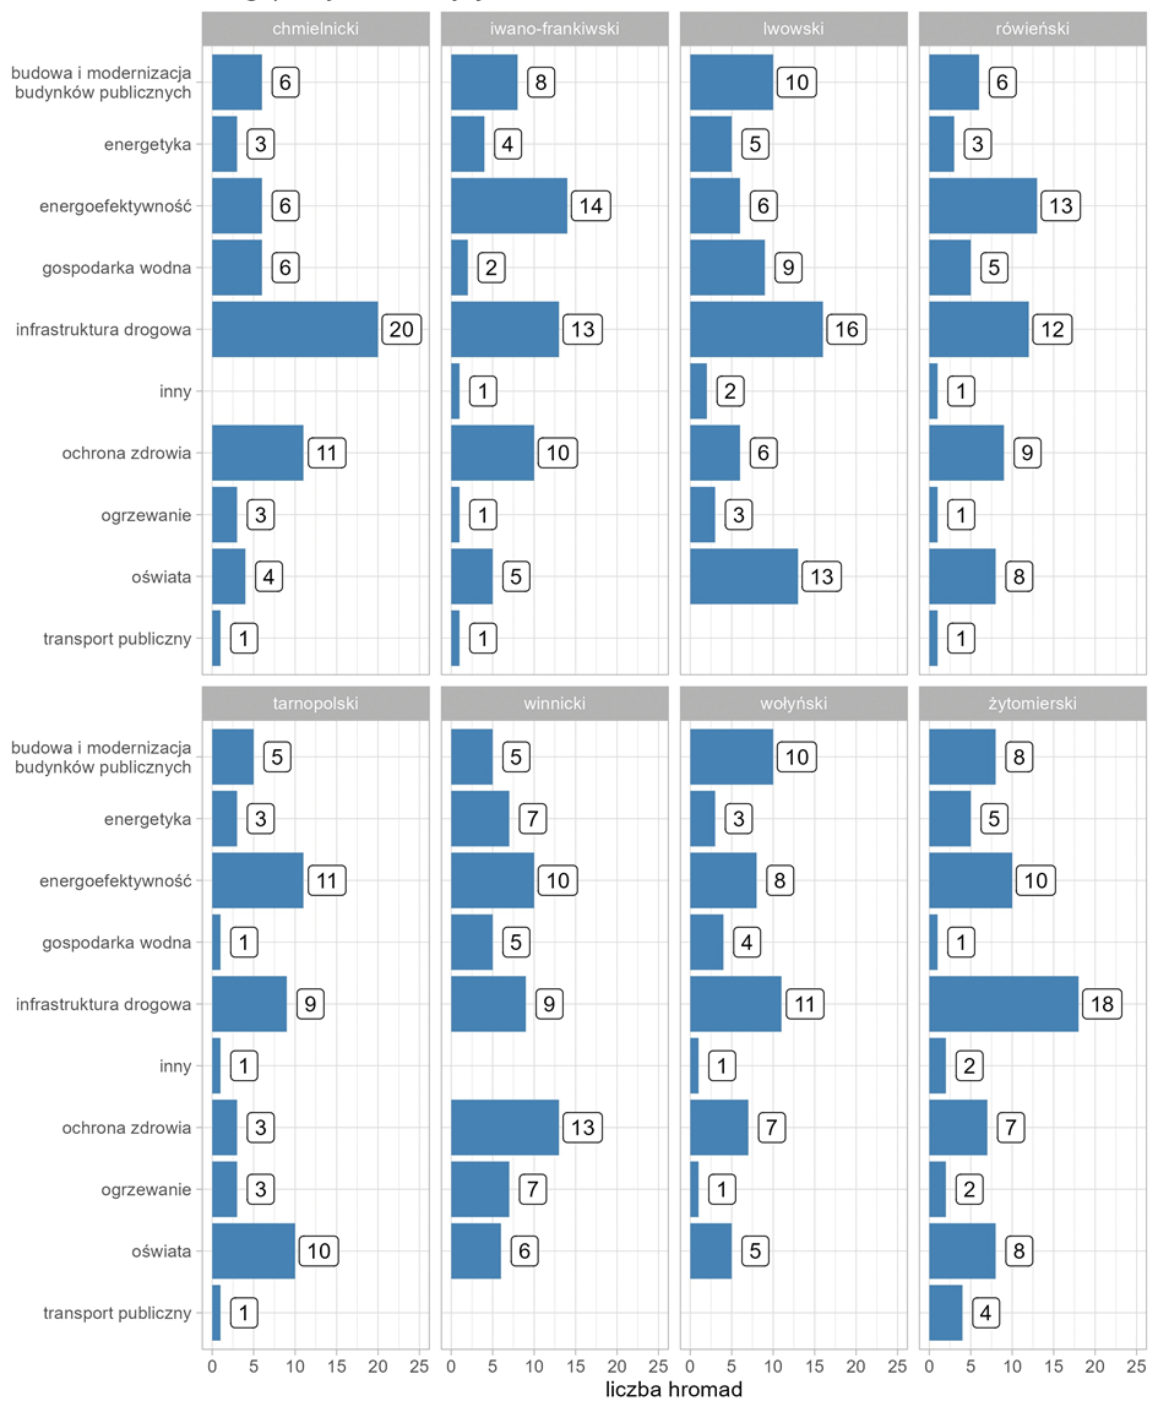 chmielnicki iwano-frankiwski lwowski rówieński
budowa i modernizacja
budynków publicznych 6 8 10 6
energetyka 3 4 5 3
energoefektywność 6 14 6 13
gospodarka wodna 6 2 9 5
infrastruktura drogowa 20 13 16 12
inny 1 2 1
ochrona zdrowia 11 10 6 9
ogrzewanie 3 1 3 1
oświata 4 5 13 8
transport publiczny 1 1 1
tarnopolski winnicki wołyński żytomierski
budowa i modernizacja
budynków publicznych 5 5 10 8
energetyka 3 7 3 5
energoefektywność 11 10 8 10
gospodarka wodna 1 5 4 1
infrastruktura drogowa 9 9 11 18
inny 1 1 2
ochrona zdrowia 3 13 7 7
ogrzewanie 3 7 1 2
oświata 10 6 5 8
transport publiczny 1 4
0 5 10 15 20 25 0 5 10 15 20 25 0 5 10 15 20 25 0 5 10 15 20 25
liczba hromad